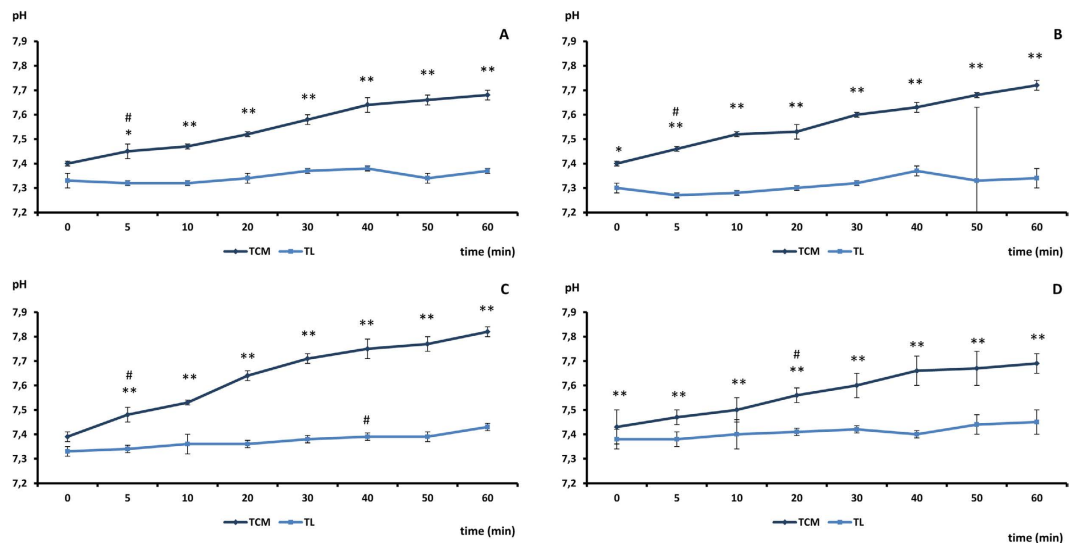 pH
A
7,9
** ** **
7,8
**
7,7
** **
7,6
#
*
7,5
7,4
7,3
7,2
0 5 10 20 30 40 50 60
TCM TL
time (min)
pH
B
7,9
** **
7,8
** **
7,7
** **
7,6
#
**
7,5
*
7,4
7,3
7,2
0 5 10 20 30 40 50 60
TCM TL
time (min)
pH
C
7,9
** ** ** **
7,8
**
7,7
#
** **
7,6
7,5
7,4
#
7,3
7,2
0 5 10 20 30 40 50 60
TCM TL
time (min)
pH
D
7,9
** ** **
7,8
#
** **
7,7
** ** **
7,6
7,5
7,4
7,3
7,2
0 5 10 20 30 40 50 60
TCM TL
time (min)